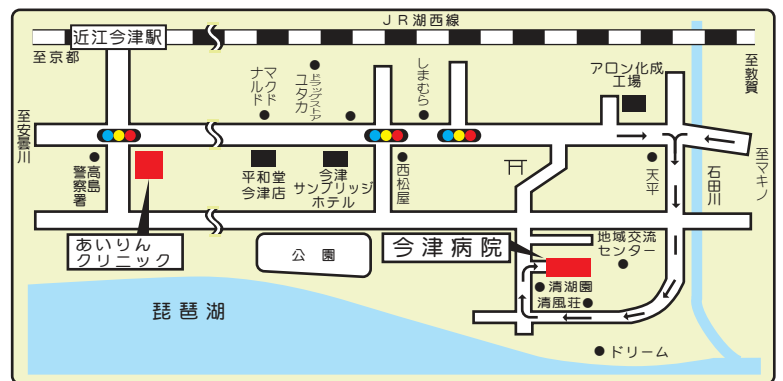 JR湖西線
近江今津駅
至京都
至敦賀
至安曇川
マクド
ナルド
ドラッグストア
ユタカ
しまむら
アロン化成
工場
至マキノ
高島
警察署
平和堂
今津店
今津
サンブリッジ
ホテル
西松屋
天平
石田川
あいりん
クリニック
公園
今津病院
地域交流
センター
清湖園
清風荘
琵琶湖
ドリーム